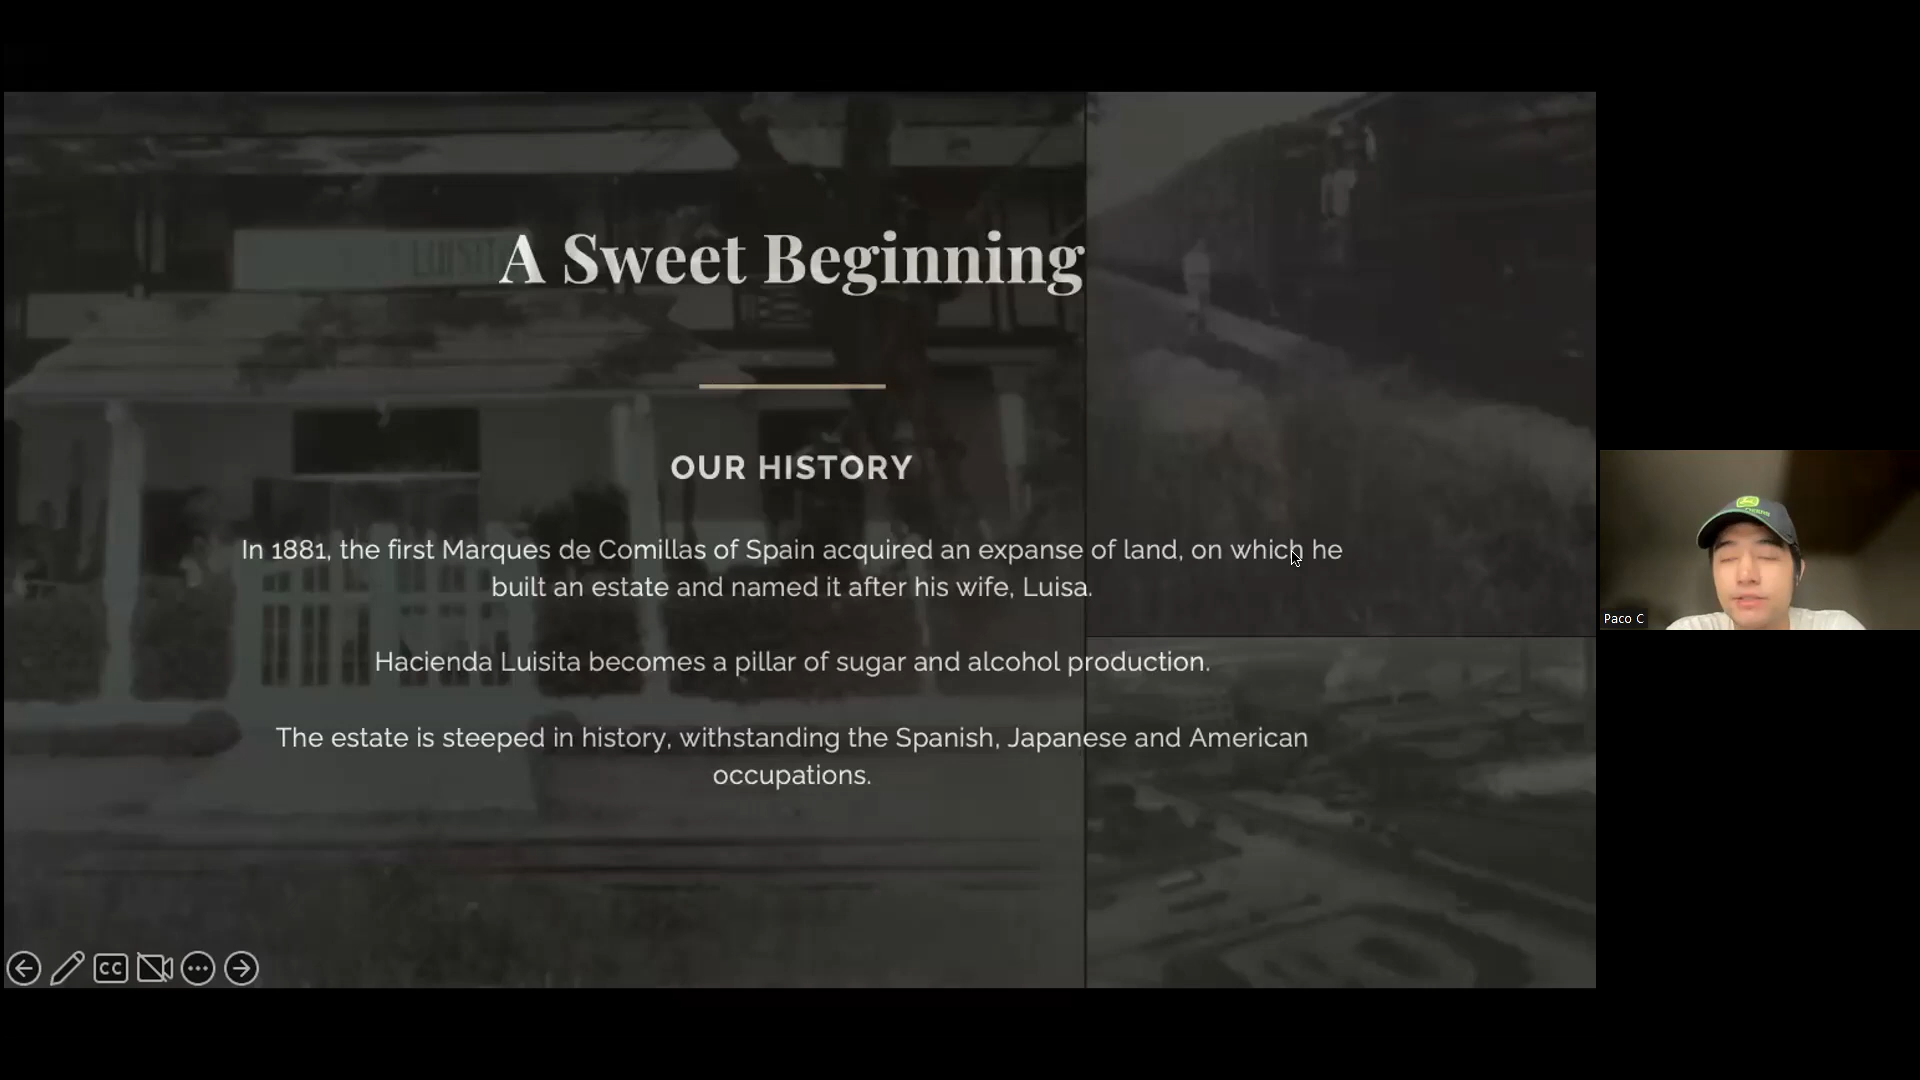 A Sweet Beginning
OUR HISTORY
In 1881, the first Marques de Comillas of Spain acquired an expanse of land, on which he
built an estate and named it after his wife, Luisa.
Hacienda Luisita becomes a pillar of sugar and alcohol production.
The estate is steeped in history, withstanding the Spanish, Japanese and American
occupations.
CC
Paco C